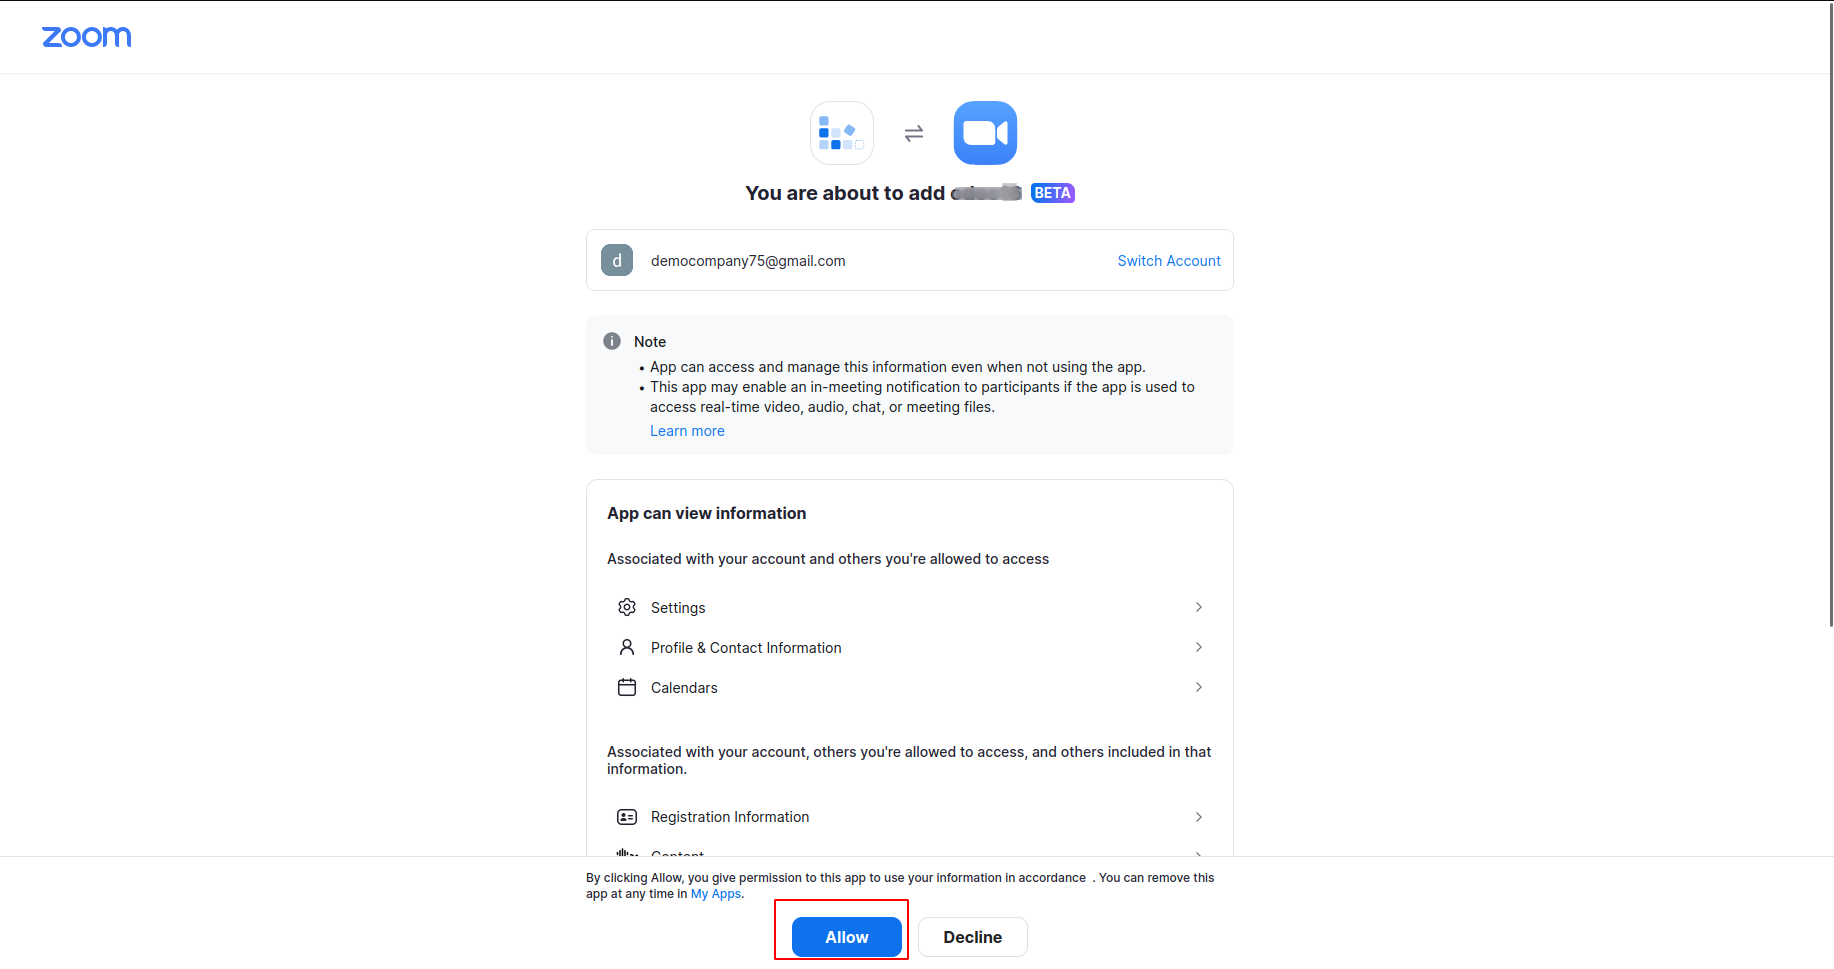 zoom
You are about to add
BETA
d
democompany75@gmail.com
Switch Account
Note
• App can access and manage this information even when not using the app.
• This app may enable an in-meeting notification to participants if the app is used to
access real-time video, audio, chat, or meeting files.
Learn more
App can view information
Associated with your account and others you're allowed to access
Settings
Profile & Contact Information
Calendars
Associated with your account, others you're allowed to access, and others included in that
information.
Registration Information
Content
By clicking Allow, you give permission to this app to use your information in accordance . You can remove this
app at any time in My Apps.
Allow
Decline